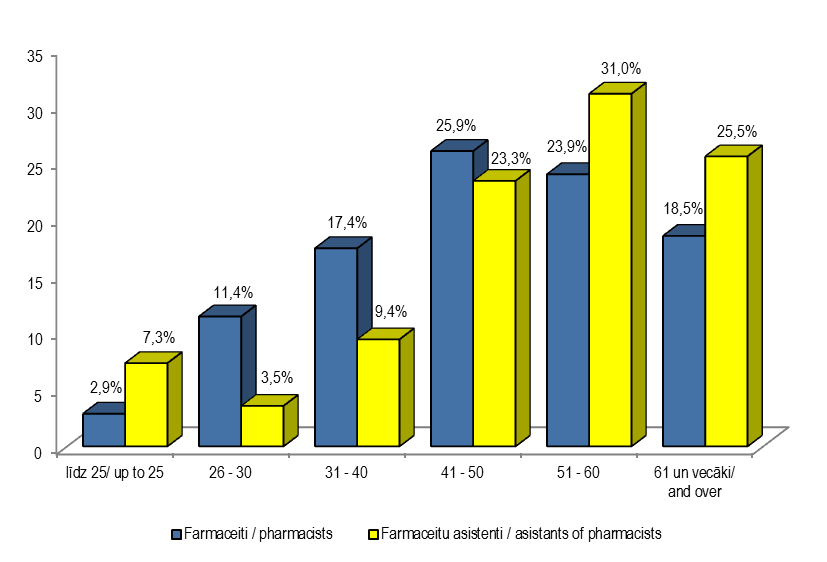 35
30
25
20
15
10
5
0
2,9%
7,3%
11,4%
3,5%
17,4%
9,4%
25,9%
23,3%
23,9%
31,0%
18,5%
25,5%
līdz 25/ up to 25
26 - 30
31 - 40
41 - 50
51 - 60
61 un vecāki/
and over
Farmaceiti / pharmacists
Farmaceitu asistenti / asistants of pharmacists